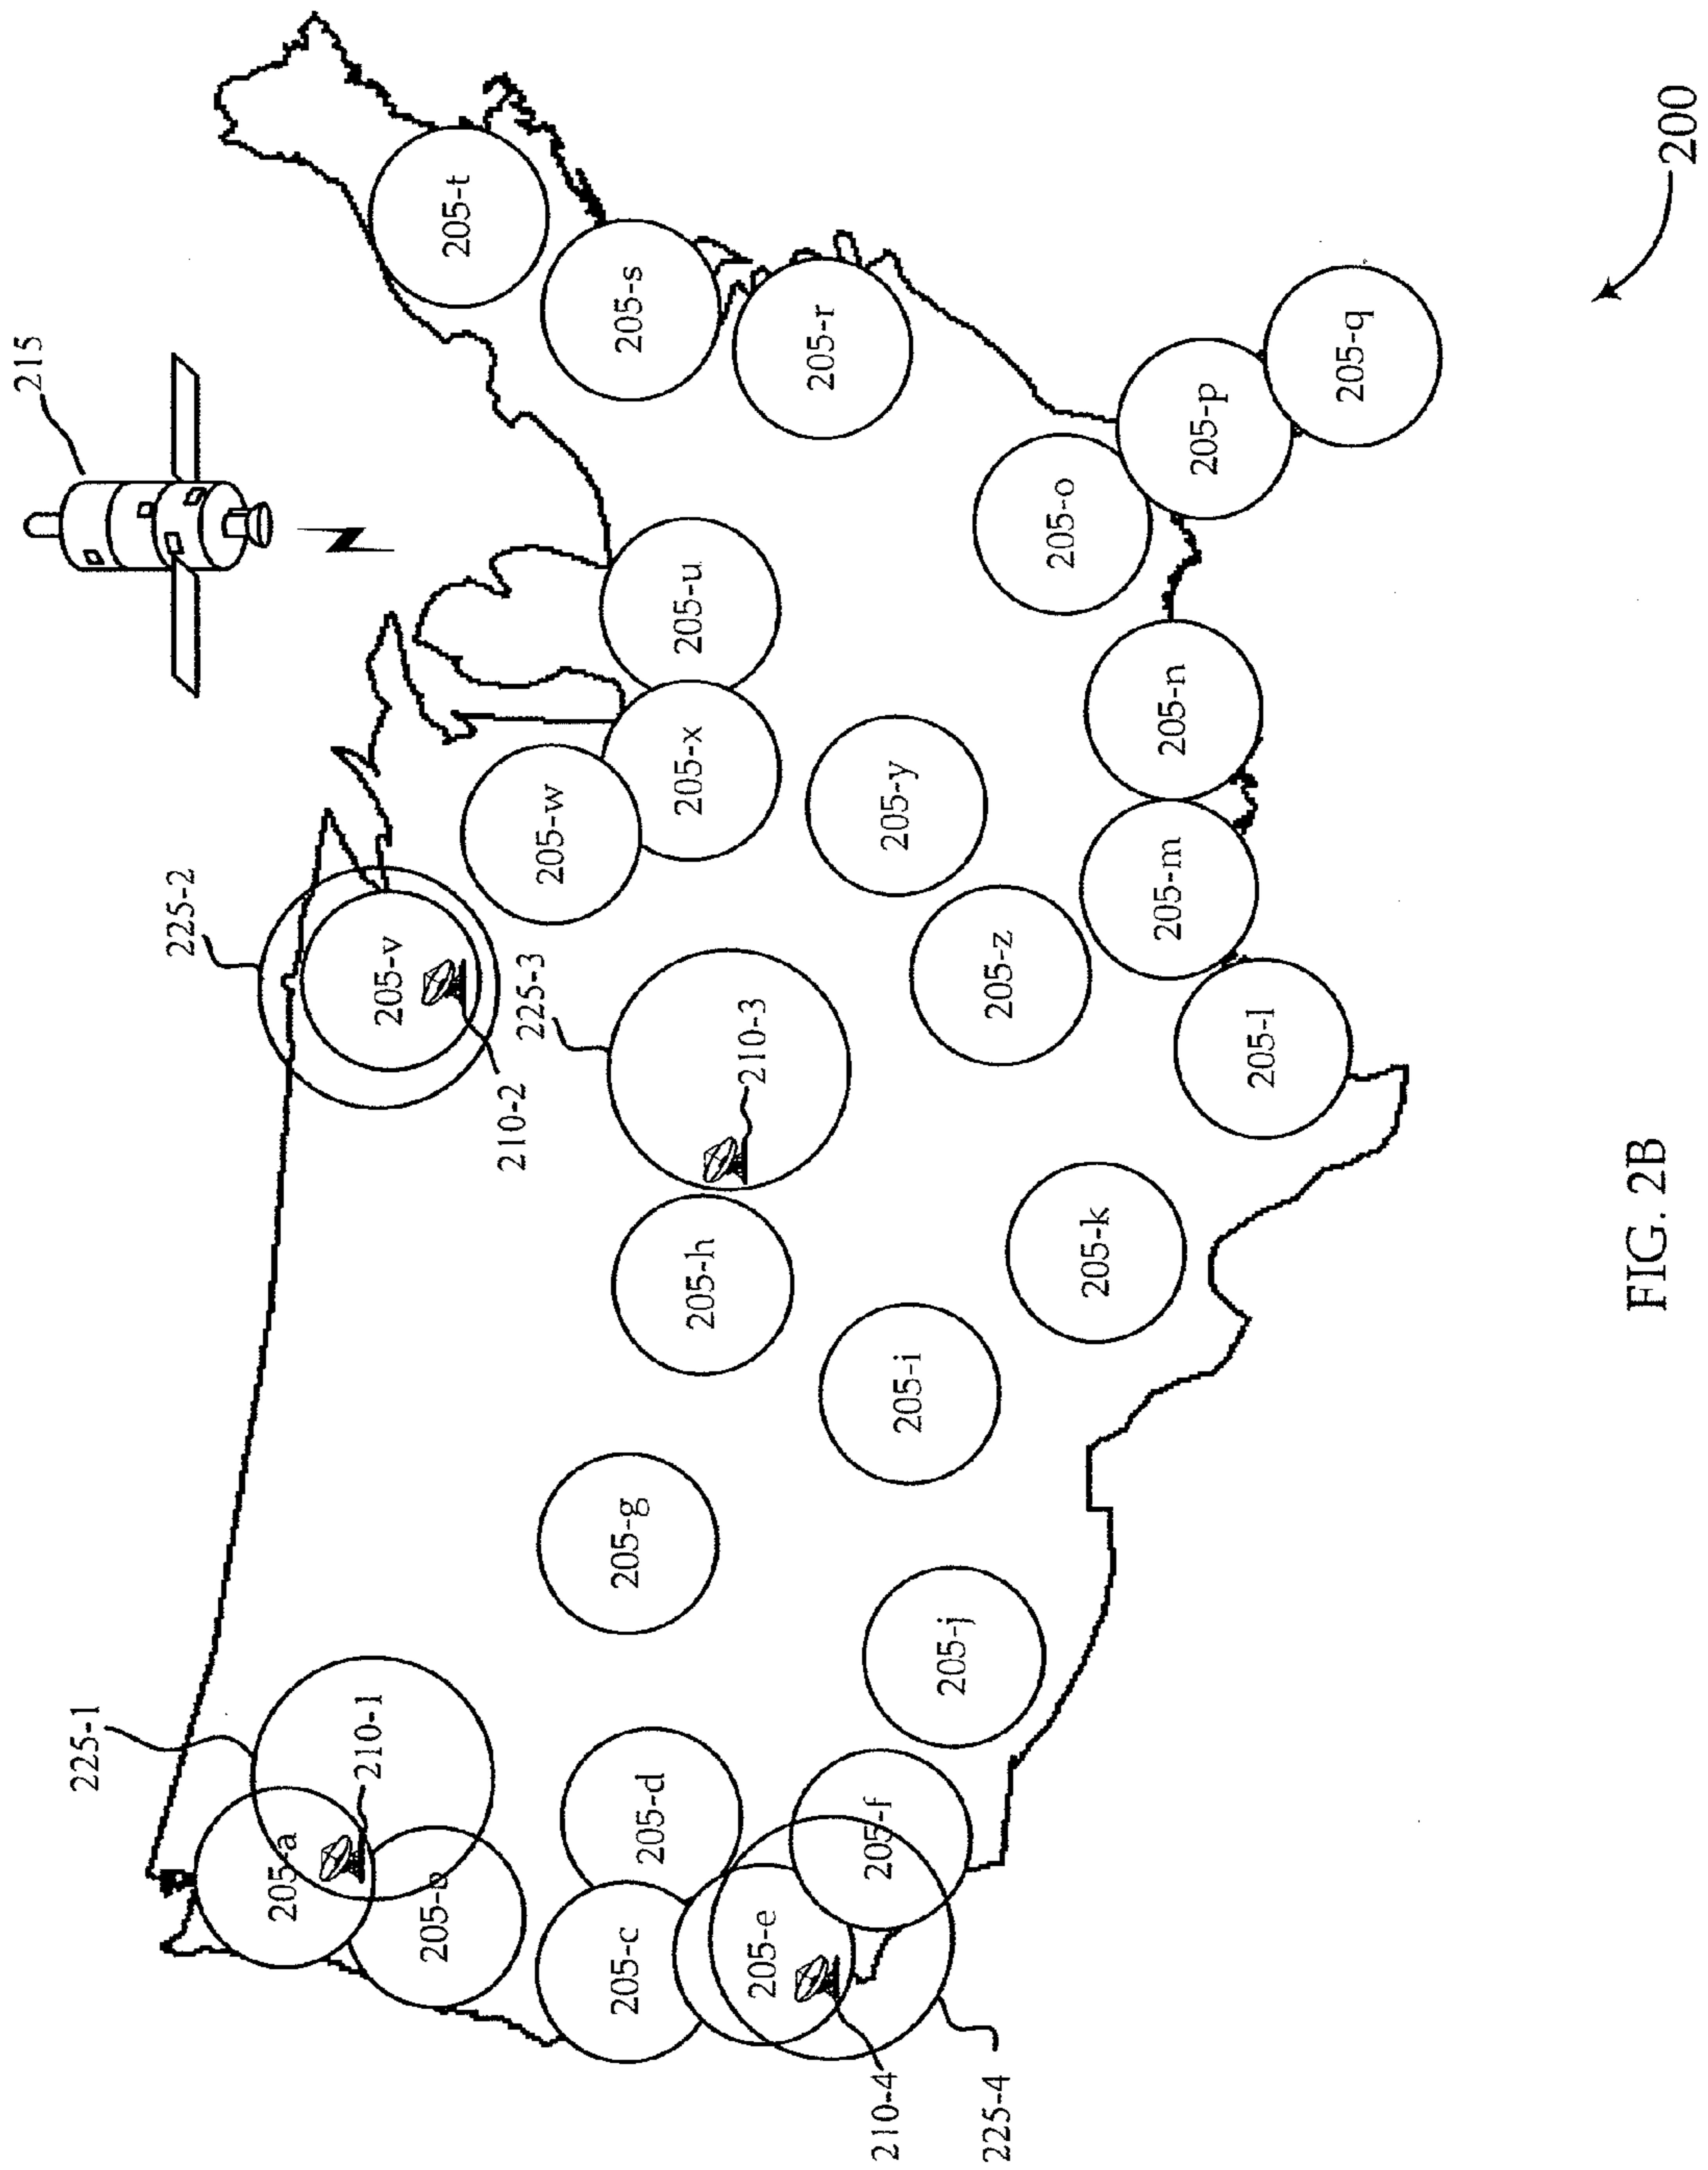 215
225-1
205-a
210-1
205-b
205-c
205-d
205-e
205-f
210-4
225-4
205-g
205-h
205-i
205-j
205-k
205-l
225-2
205-v
210-2
225-3
210-3
205-w
205-x
205-u
205-y
205-z
205-m
205-n
205-o
205-p
205-q
205-r
205-s
205-t
200
FIG. 2B